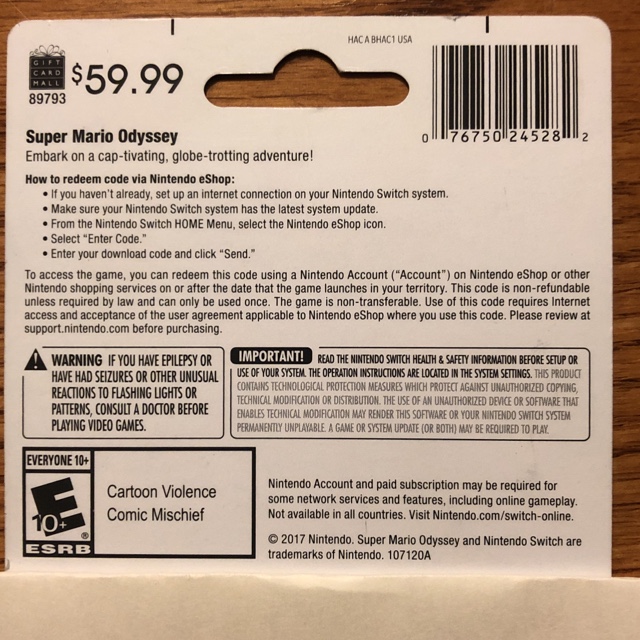 HAC A BHAC1 USA
GIFT
CARD
MALL
89793
$59.99
0 76750 24528 2
Super Mario Odyssey
Embark on a cap-tivating, globe-trotting adventure!
How to redeem code via Nintendo eShop:
• If you haven't already, set up an internet connection on your Nintendo Switch system.
• Make sure your Nintendo Switch system has the latest system update.
• From the Nintendo Switch HOME Menu, select the Nintendo eShop icon.
• Select “Enter Code.”
• Enter your download code and click “Send.”
To access the game, you can redeem this code using a Nintendo Account (“Account”) on Nintendo eShop or other
Nintendo shopping services on or after the date that the game launches in your territory. This code is non-refundable
unless required by law and can only be used once. The game is non-transferable. Use of this code requires Internet
access and acceptance of the user agreement applicable to Nintendo eShop where you use this code. Please review at
support.nintendo.com before purchasing.
WARNING IF YOU HAVE EPILEPSY OR
HAVE HAD SEIZURES OR OTHER UNUSUAL
REACTIONS TO FLASHING LIGHTS OR
PATTERNS, CONSULT A DOCTOR BEFORE
PLAYING VIDEO GAMES.
IMPORTANT! READ THE NINTENDO SWITCH HEALTH & SAFETY INFORMATION BEFORE SETUP OR
USE OF YOUR SYSTEM. THE OPERATION INSTRUCTIONS ARE LOCATED IN THE SYSTEM SETTINGS. THIS PRODUCT
CONTAINS TECHNOLOGICAL PROTECTION MEASURES WHICH PROTECT AGAINST UNAUTHORIZED COPYING,
TECHNICAL MODIFICATION OR DISTRIBUTION. THE USE OF AN UNAUTHORIZED DEVICE OR SOFTWARE THAT
ENABLES TECHNICAL MODIFICATION MAY RENDER THIS SOFTWARE OR YOUR NINTENDO SWITCH SYSTEM
PERMANENTLY UNPLAYABLE. A GAME OR SYSTEM UPDATE (OR BOTH) MAY BE REQUIRED TO PLAY.
EVERYONE 10+
E
10+
®
ESRB
Cartoon Violence
Comic Mischief
Nintendo Account and paid subscription may be required for
some network services and features, including online gameplay.
Not available in all countries. Visit Nintendo.com/switch-online.
© 2017 Nintendo. Super Mario Odyssey and Nintendo Switch are
trademarks of Nintendo. 107120A